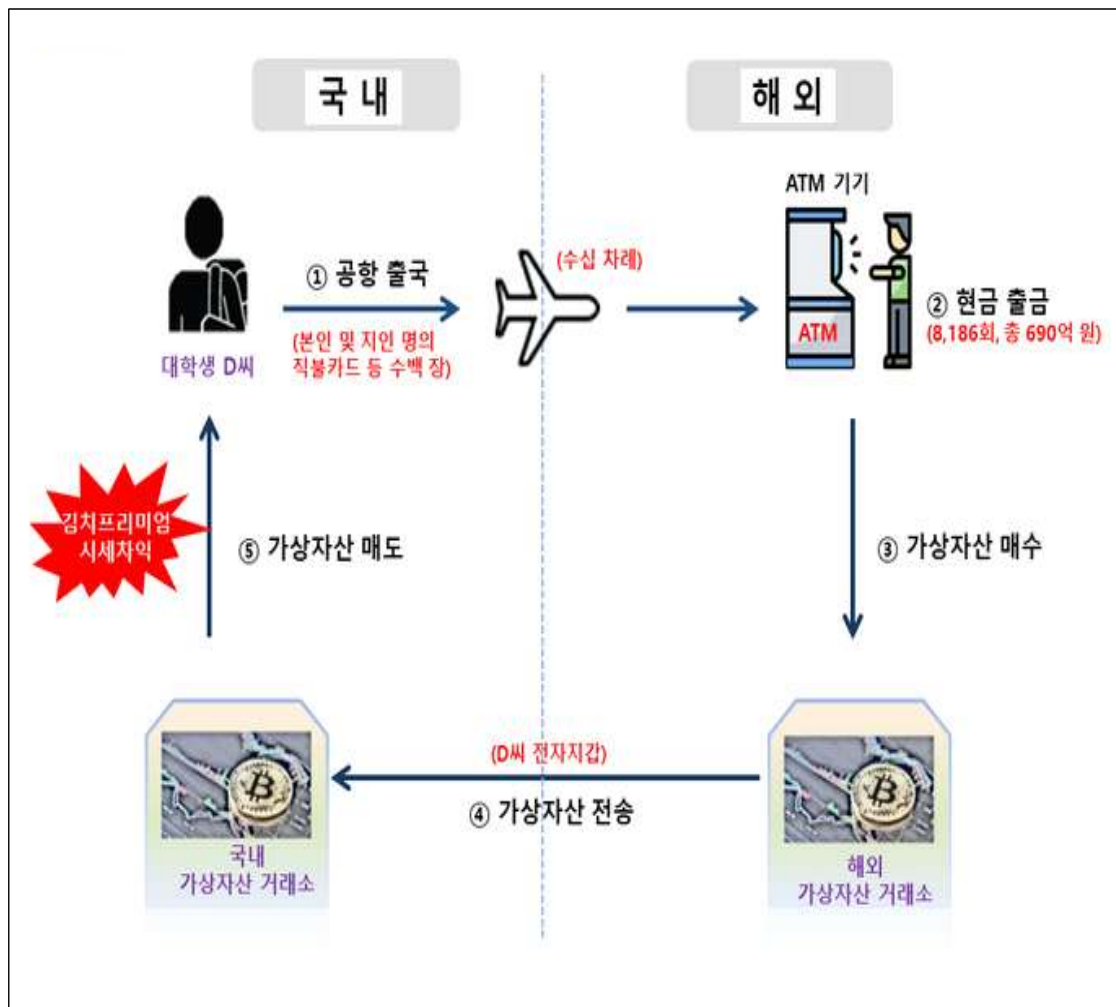 국 내
해 외
ATM 기기
대학생 D씨
① 공항 출국
(본인 및 지인 명의
직불카드 등 수백 장)
(수십 차례)
ATM
② 현금 출금
(8,186회, 총 690억 원)
김치프리미엄
시세차익
⑤ 가상자산 매도
③ 가상자산 매수
(D씨 전자지갑)
④ 가상자산 전송
국내
가상자산 거래소
해외
가상자산 거래소